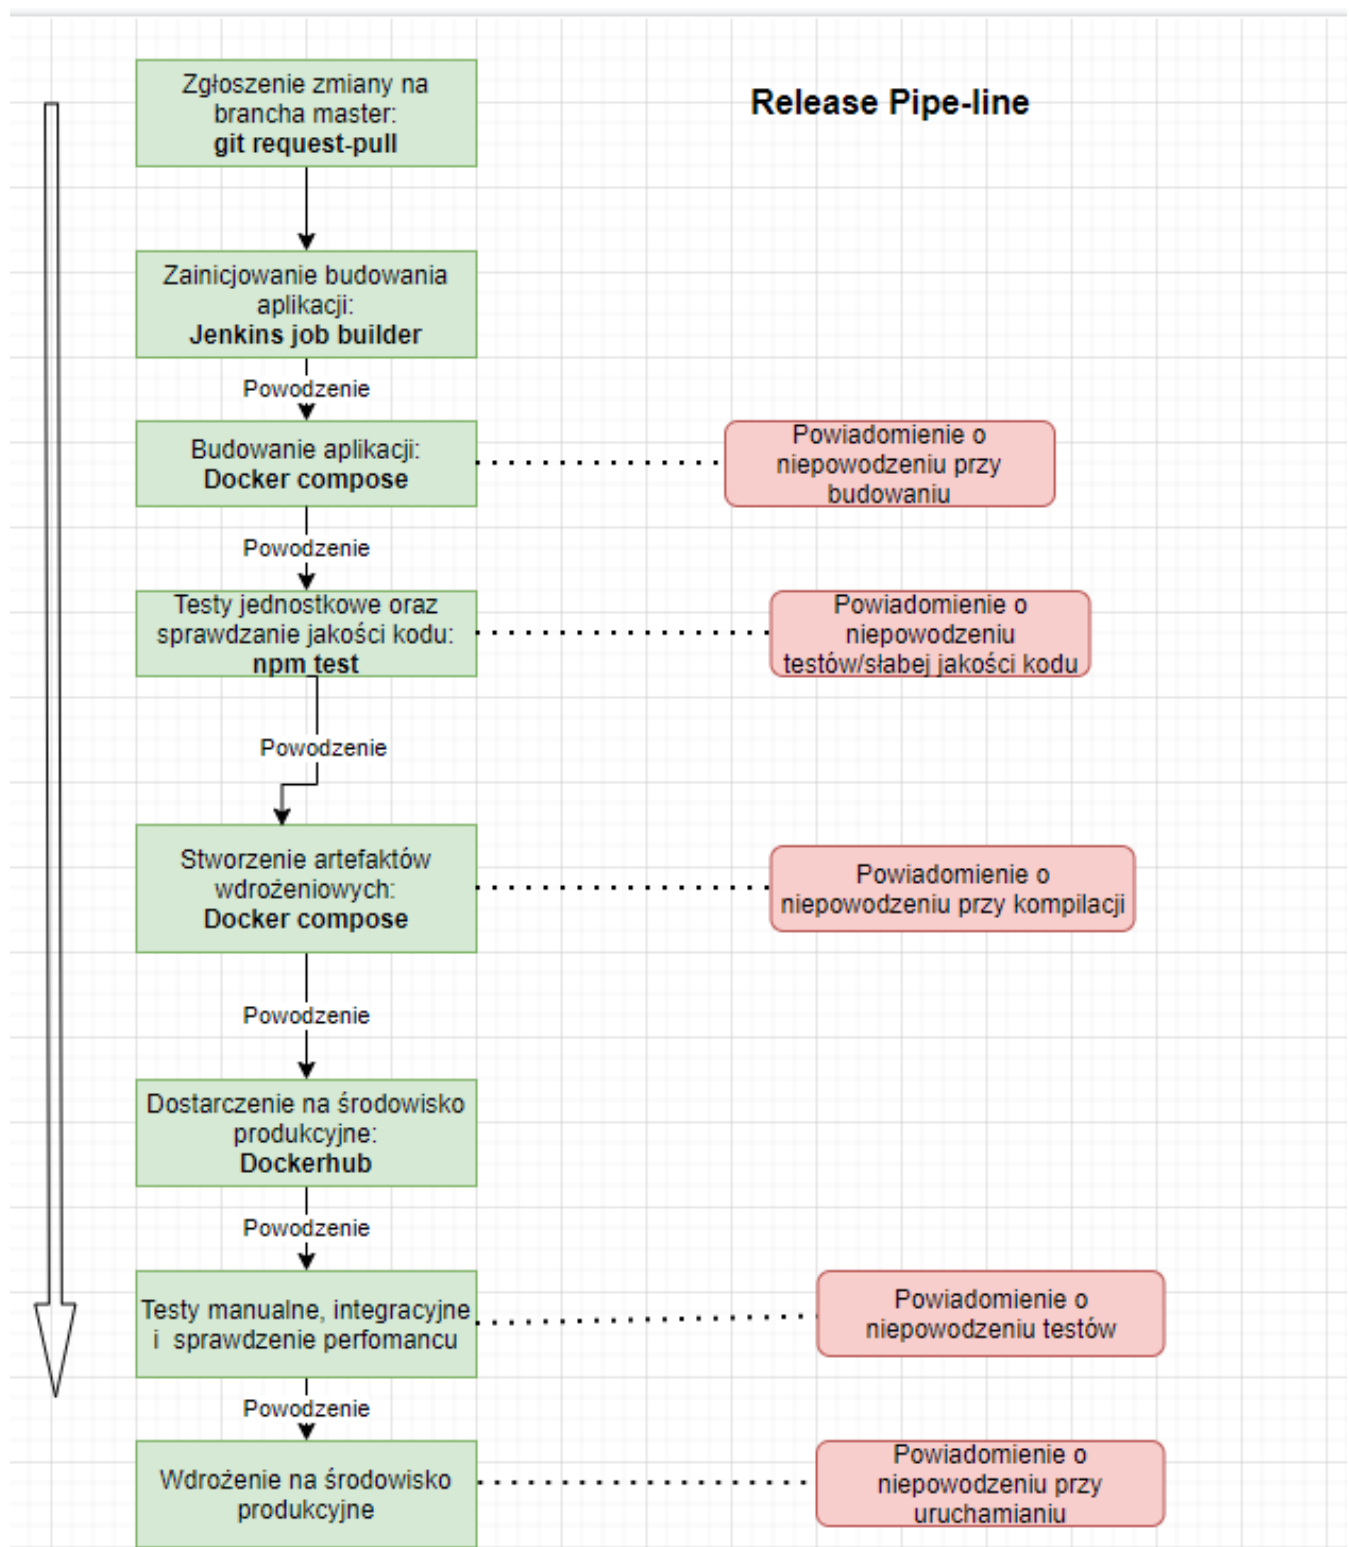 Zgłoszenie zmiany na
brancha master:
git request-pull
Release Pipe-line
Zainicjowanie budowania
aplikacji:
Jenkins job builder
Powodzenie
Budowanie aplikacji:
Docker compose
Powiadomienie o
niepowodzeniu przy
budowaniu
Powodzenie
Testy jednostkowe oraz
sprawdzanie jakości kodu:
npm test
Powiadomienie o
niepowodzeniu
testów/słabej jakości kodu
Powodzenie
Stworzenie artefaktów
wdrożeniowych:
Docker compose
Powiadomienie o
niepowodzeniu przy kompilacji
Powodzenie
Dostarczenie na środowisko
produkcyjne:
Dockerhub
Powodzenie
Testy manualne, integracyjne
i sprawdzenie perfomancu
Powiadomienie o
niepowodzeniu testów
Powodzenie
Wdrożenie na środowisko
produkcyjne
Powiadomienie o
niepowodzeniu przy
uruchamianiu